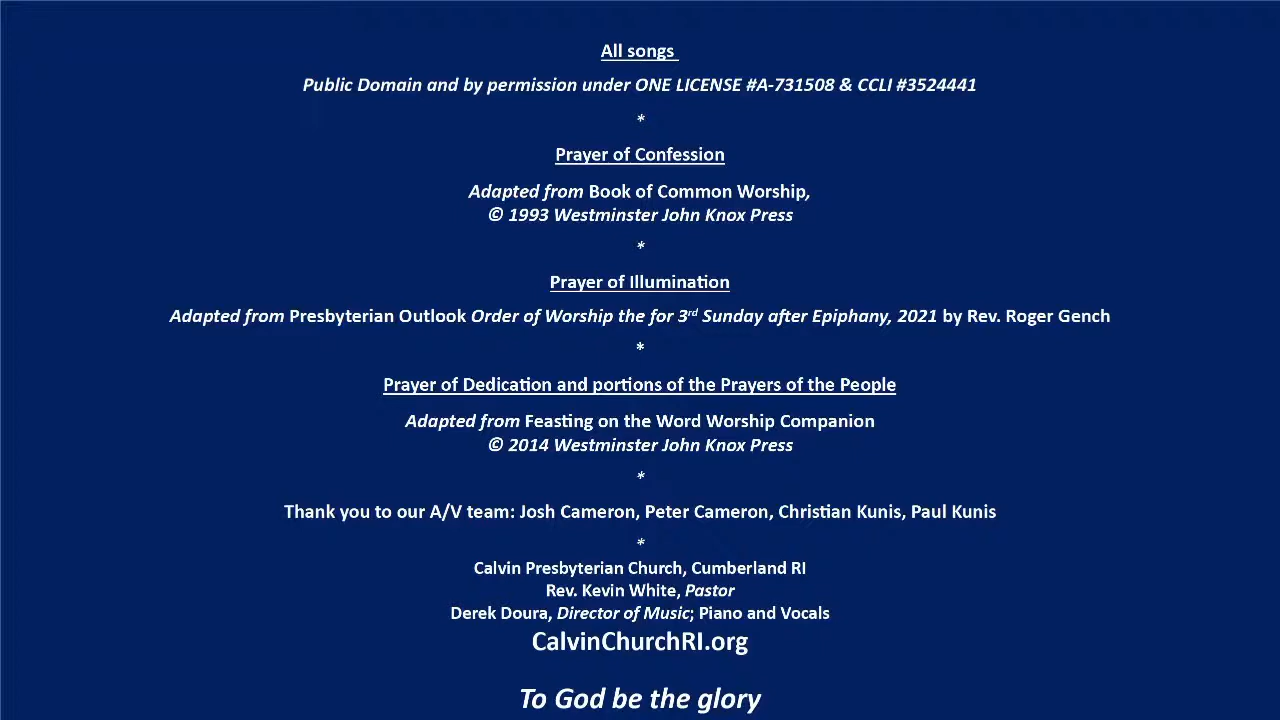 All songs
Public Domain and by permission under ONE LICENSE #A-731508 & CCLI #3524441
*
Prayer of Confession
Adapted from Book of Common Worship,
© 1993 Westminster John Knox Press
*
Prayer of Illumination
Adapted from Presbyterian Outlook Order of Worship the for 3rd Sunday after Epiphany, 2021 by Rev. Roger Gench
*
Prayer of Dedication and portions of the Prayers of the People
Adapted from Feasting on the Word Worship Companion
© 2014 Westminster John Knox Press
*
Thank you to our A/V team: Josh Cameron, Peter Cameron, Christian Kunis, Paul Kunis
*
Calvin Presbyterian Church, Cumberland RI
Rev. Kevin White, Pastor
Derek Doura, Director of Music; Piano and Vocals
CalvinChurchRI.org
To God be the glory